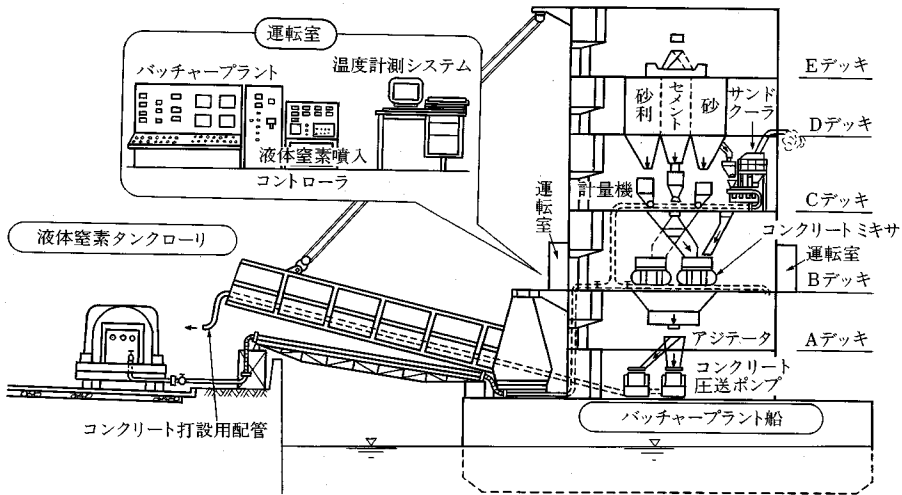 運転室
バッチャープラント
温度計測システム
液体窒素噴入
コントローラ
液体窒素タンクローリ
コンクリート打設用配管
Eデッキ
砂利
セメント
砂
サンド
クーラ
Dデッキ
計量機
Cデッキ
運転室
コンクリートミキサ
運転室
Bデッキ
アジテータ
Aデッキ
コンクリート
圧送ポンプ
バッチャープラント船